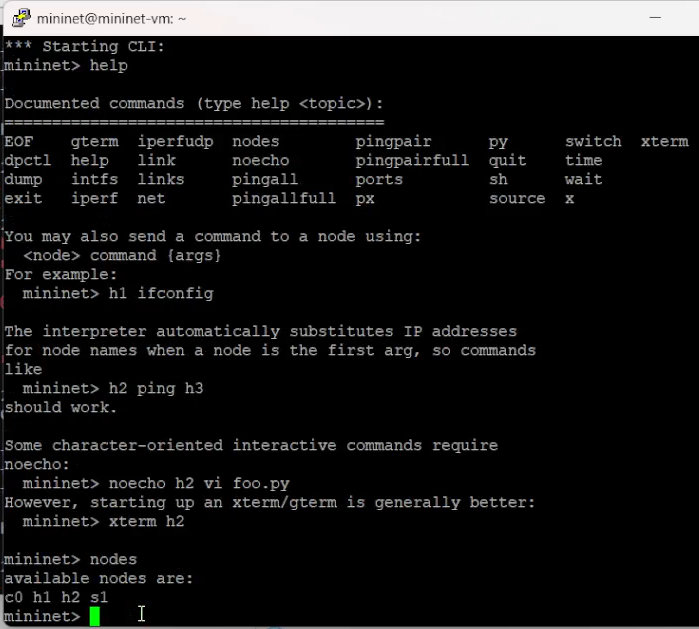 mininet@mininet-vm: ~
*** Starting CLI:
mininet> help
Documented commands (type help <topic>):
========================================
EOF    gterm  iperfudp  nodes        pingpair      py      switch  xterm
dpctl  help   link      noecho       pingpairfull  quit    time
dump   intfs  links     pingall      ports         sh      wait
exit   iperf  net       pingallfull  px            source  x
You may also send a command to a node using:
  <node> command {args}
For example:
  mininet> h1 ifconfig
The interpreter automatically substitutes IP addresses
for node names when a node is the first arg, so commands
like
  mininet> h2 ping h3
should work.
Some character-oriented interactive commands require
noecho:
  mininet> noecho h2 vi foo.py
However, starting up an xterm/gterm is generally better:
  mininet> xterm h2
mininet> nodes
available nodes are:
c0 h1 h2 s1
mininet>